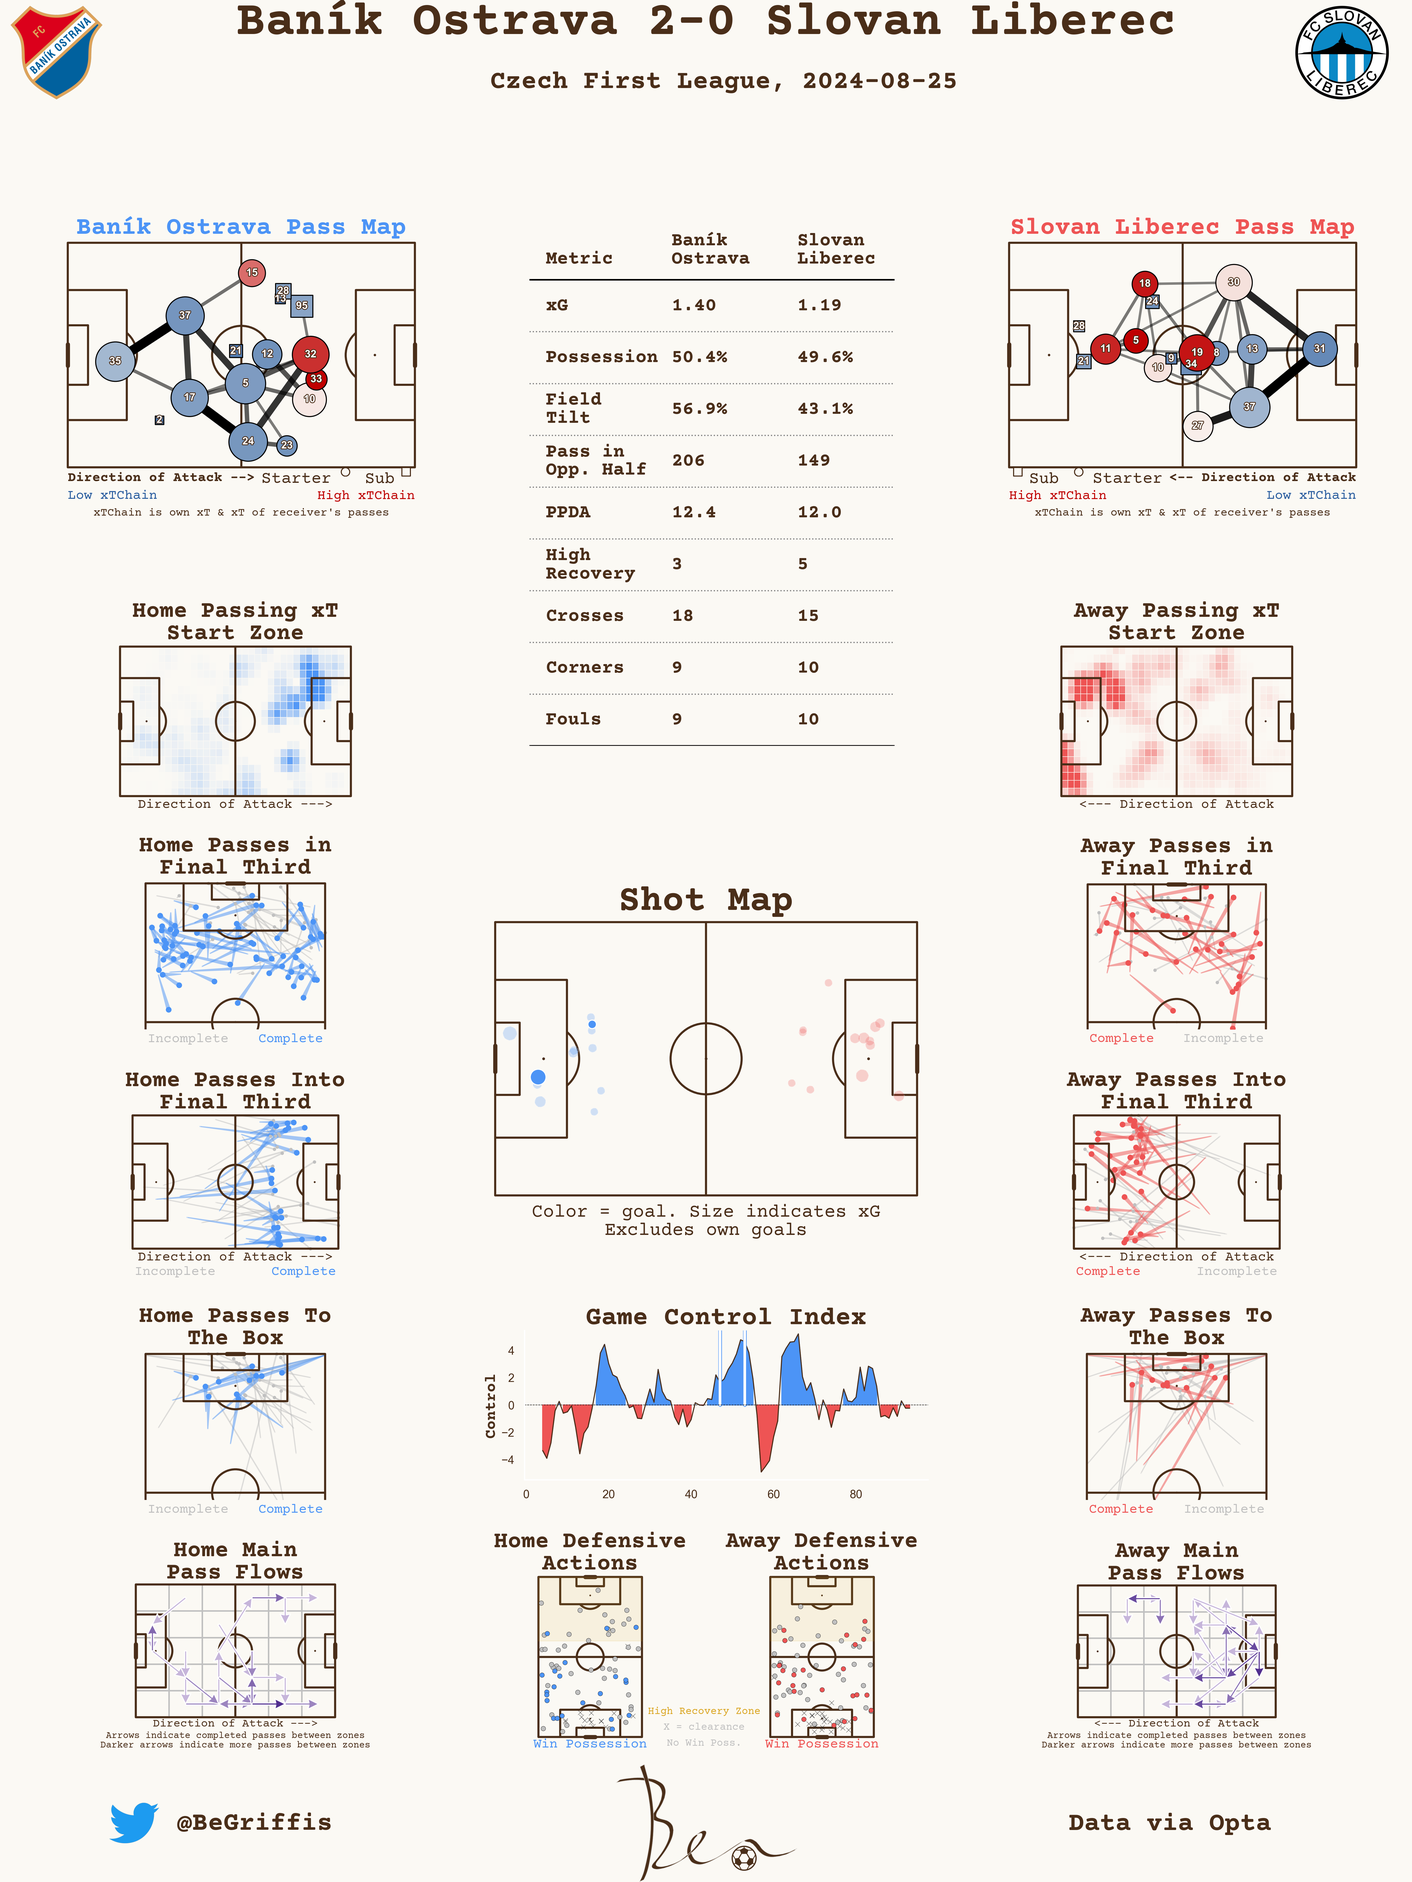 Baník Ostrava 2-0 Slovan Liberec
Czech First League, 2024-08-25
FC
BANÍK OSTRAVA
FC SLOVAN
LIBEREC
Baník Ostrava Pass Map
15
28
13
95
37
35
21
12
32
33
5
10
17
2
24
23
Direction of Attack --> Starter Sub
Low xTChain High xTChain
xTChain is own xT & xT of receiver's passes
Metric Baník Ostrava Slovan Liberec
xG 1.40 1.19
Possession 50.4% 49.6%
Field Tilt 56.9% 43.1%
Pass in Opp. Half 206 149
PPDA 12.4 12.0
High Recovery 3 5
Crosses 18 15
Corners 9 10
Fouls 9 10
Slovan Liberec Pass Map
18
30
24
28
5
11
19
8
13
31
21
9
34
10
37
27
Sub Starter <-- Direction of Attack
High xTChain Low xTChain
xTChain is own xT & xT of receiver's passes
Home Passing xT
Start Zone
Direction of Attack --->
Away Passing xT
Start Zone
<--- Direction of Attack
Home Passes in
Final Third
Incomplete Complete
Away Passes in
Final Third
Complete Incomplete
Shot Map
Color = goal. Size indicates xG
Excludes own goals
Home Passes Into
Final Third
Direction of Attack --->
Incomplete Complete
Away Passes Into
Final Third
<--- Direction of Attack
Complete Incomplete
Home Passes To
The Box
Incomplete Complete
Game Control Index
Control
4
2
0
−2
−4
0 20 40 60 80
Away Passes To
The Box
Complete Incomplete
Home Main
Pass Flows
Direction of Attack --->
Arrows indicate completed passes between zones
Darker arrows indicate more passes between zones
Home Defensive
Actions
Win Possession
Away Defensive
Actions
Win Possession
High Recovery Zone
X = clearance
No Win Poss.
Away Main
Pass Flows
<--- Direction of Attack
Arrows indicate completed passes between zones
Darker arrows indicate more passes between zones
@BeGriffis
Ben
Data via Opta